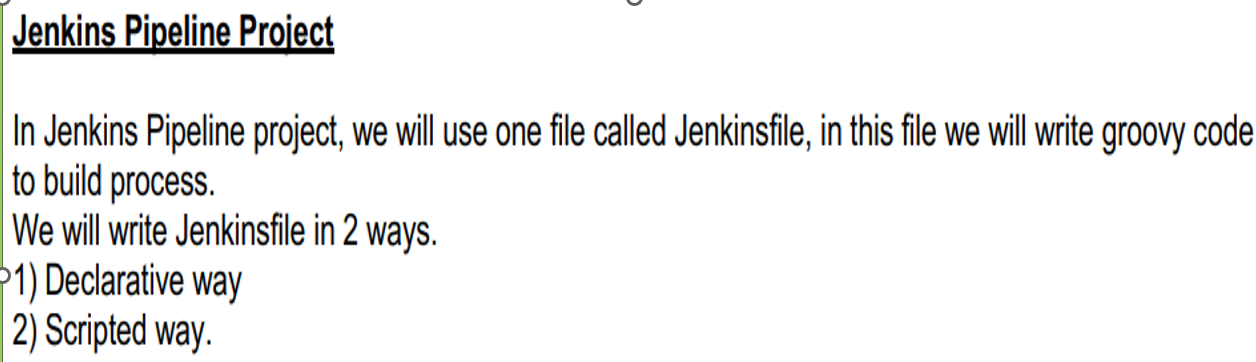 Jenkins Pipeline Project
In Jenkins Pipeline project, we will use one file called Jenkinsfile, in this file we will write groovy code
to build process.
We will write Jenkinsfile in 2 ways.
1) Declarative way
2) Scripted way.